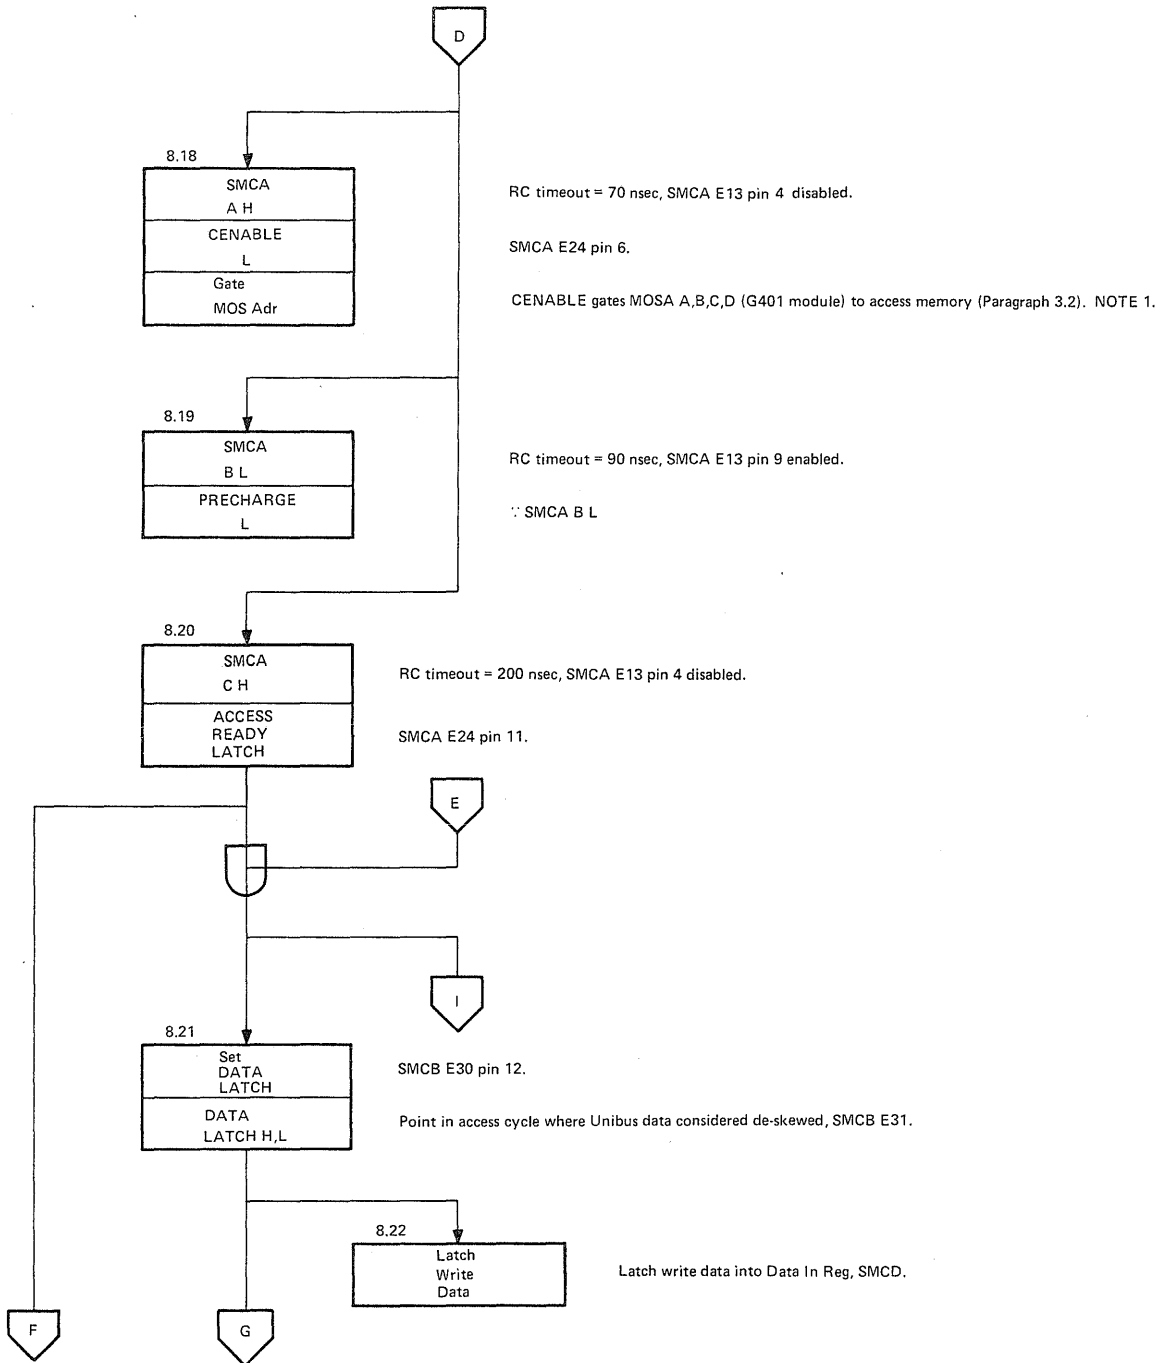 D
8.18
SMCA
A H
RC timeout = 70 nsec, SMCA E13 pin 4 disabled.
CENABLE
L
SMCA E24 pin 6.
Gate
MOS Adr
CENABLE gates MOSA A,B,C,D (G401 module) to access memory (Paragraph 3.2). NOTE 1.
8.19
SMCA
B L
RC timeout = 90 nsec, SMCA E13 pin 9 enabled.
PRECHARGE
L
∵ SMCA B L
8.20
SMCA
C H
RC timeout = 200 nsec, SMCA E13 pin 4 disabled.
ACCESS
READY
LATCH
SMCA E24 pin 11.
E
I
8.21
Set
DATA
LATCH
SMCB E30 pin 12.
DATA
LATCH H,L
Point in access cycle where Unibus data considered de-skewed, SMCB E31.
8.22
Latch
Write
Data
Latch write data into Data In Reg, SMCD.
F
G